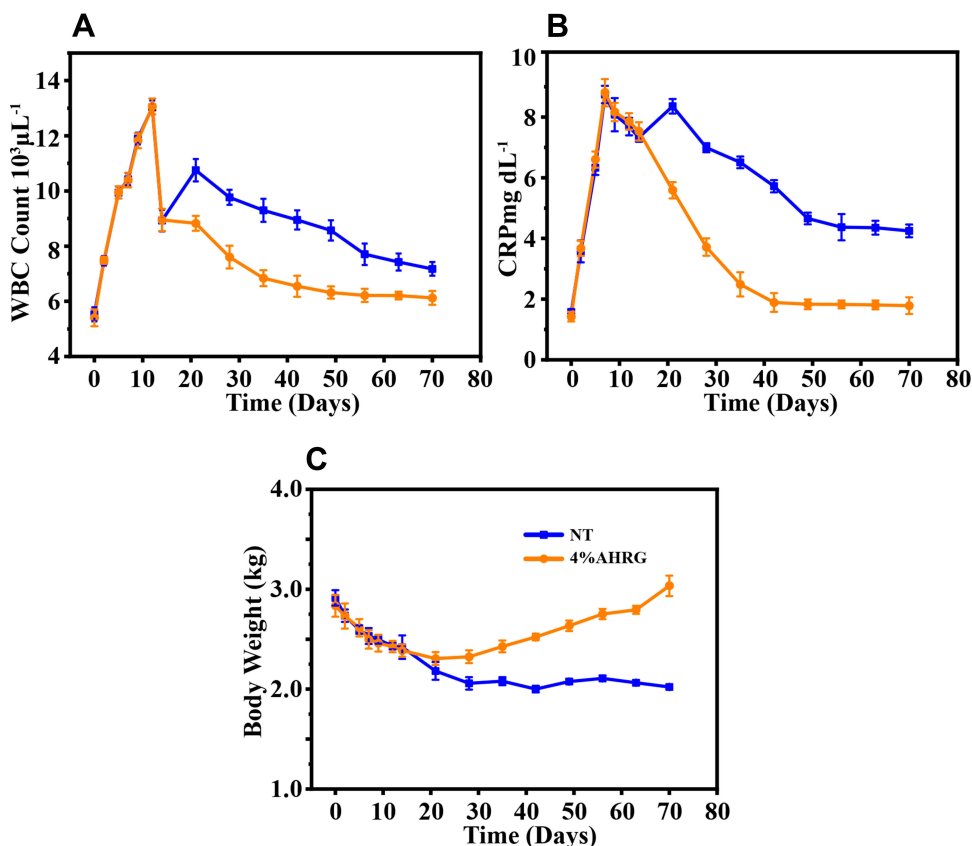 A
WBC Count 10³µL⁻¹
14
12
10
8
6
4
0 10 20 30 40 50 60 70 80
Time (Days)
B
CRPmg dL⁻¹
10
8
6
4
2
0
0 10 20 30 40 50 60 70 80
Time (Days)
C
Body Weight (kg)
4.0
3.0
2.0
1.0
NT
4%AHRG
0 10 20 30 40 50 60 70 80
Time (Days)